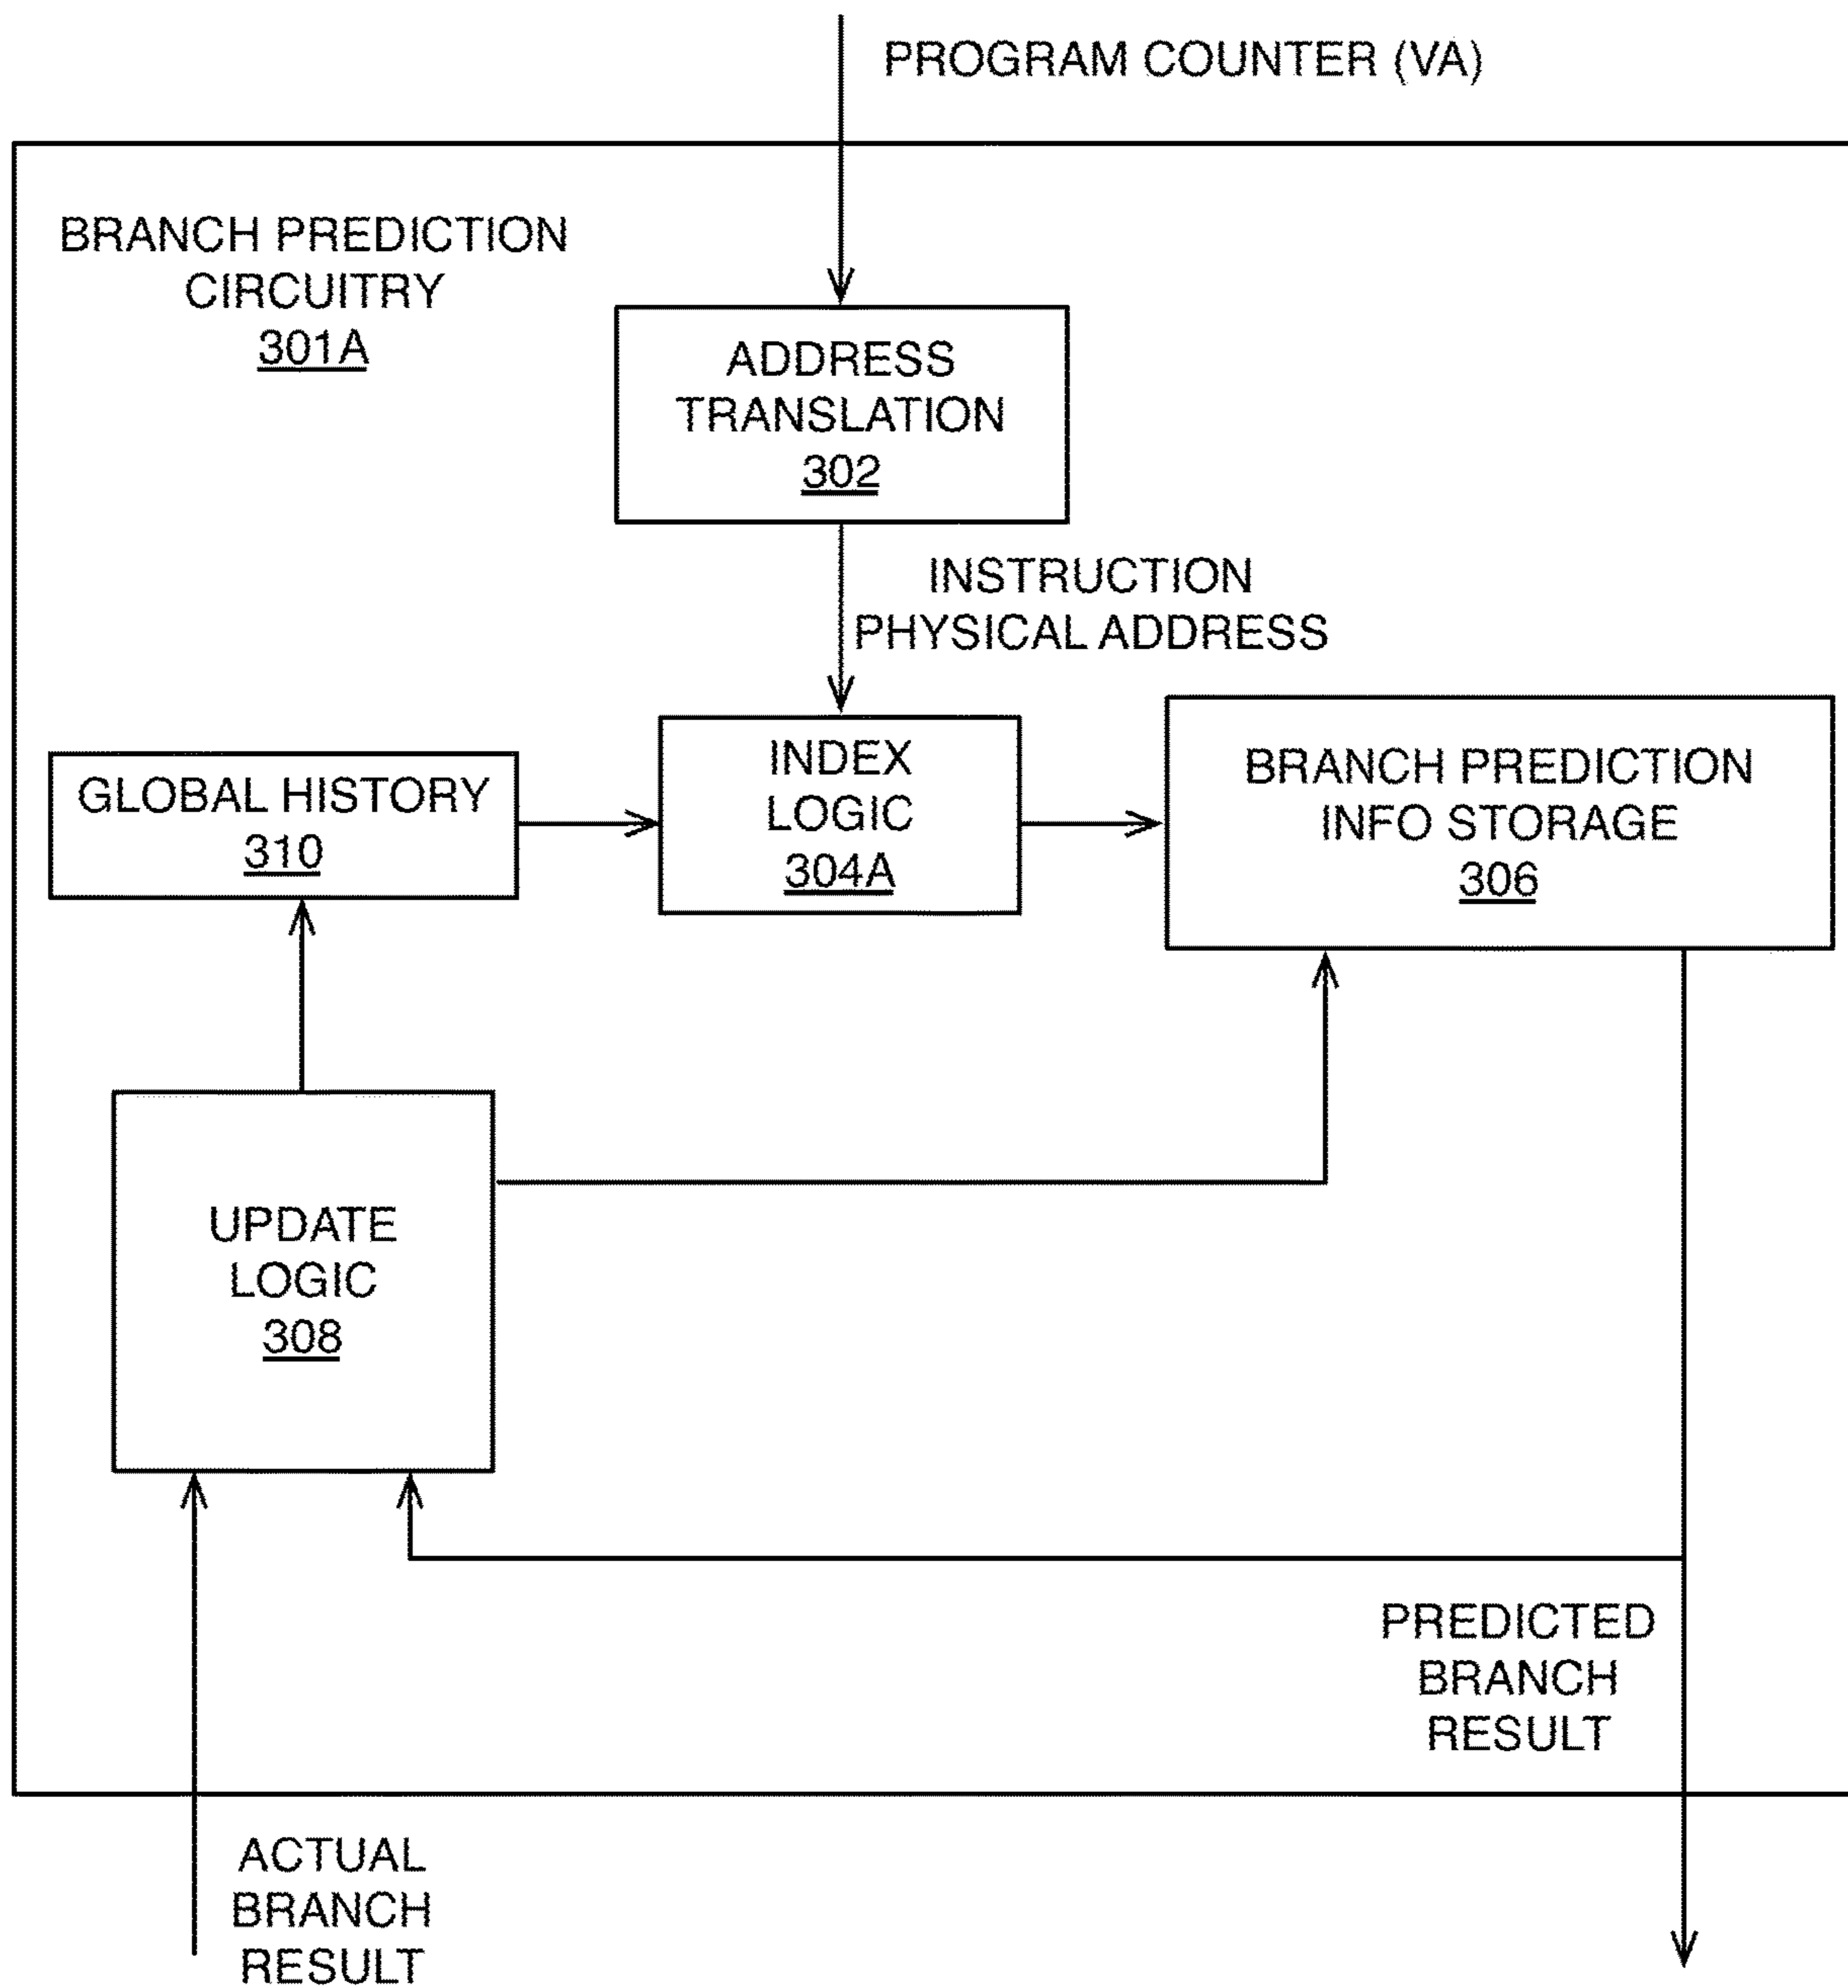 PROGRAM COUNTER (VA)
BRANCH PREDICTION
CIRCUITRY
301A
ADDRESS
TRANSLATION
302
INSTRUCTION
PHYSICAL ADDRESS
GLOBAL HISTORY
310
INDEX
LOGIC
304A
BRANCH PREDICTION
INFO STORAGE
306
UPDATE
LOGIC
308
PREDICTED
BRANCH
RESULT
ACTUAL
BRANCH
RESULT